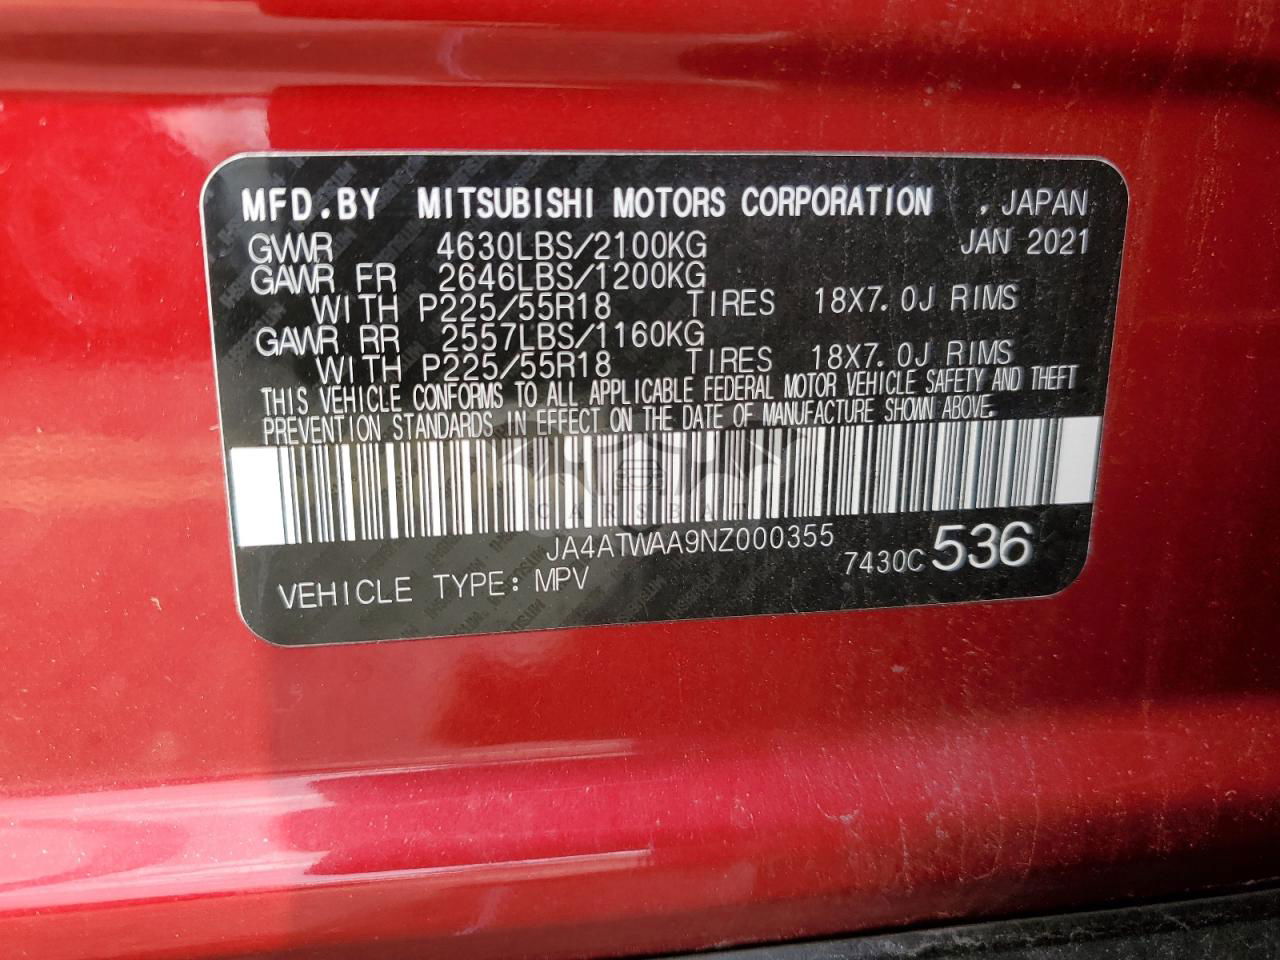 MFD.BY MITSUBISHI MOTORS CORPORATION , JAPAN
GVWR 4630LBS/2100KG JAN 2021
GAWR FR 2646LBS/1200KG
WITH P225/55R18 TIRES 18X7.0J RIMS
GAWR RR 2557LBS/1160KG
WITH P225/55R18 TIRES 18X7.0J RIMS
THIS VEHICLE CONFORMS TO ALL APPLICABLE FEDERAL MOTOR VEHICLE SAFETY AND THEFT
PREVENTION STANDARDS IN EFFECT ON THE DATE OF MANUFACTURE SHOWN ABOVE.
CARSBAT
JA4ATWAA9NZ000355 7430C 536
VEHICLE TYPE: MPV